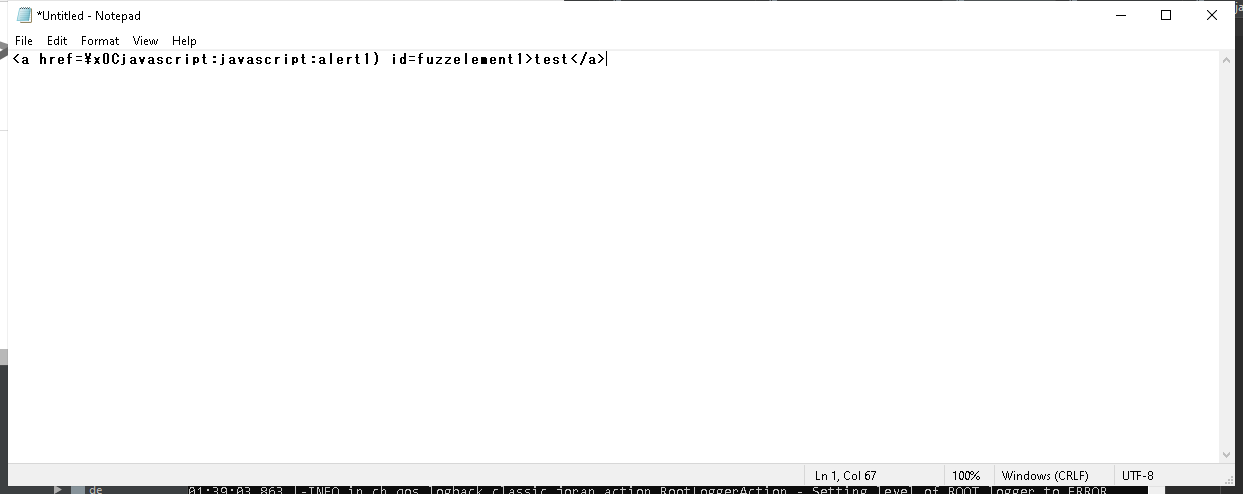 *Untitled - Notepad
File Edit Format View Help
<a href=¥x0Cjavascript:javascript:alert1) id=fuzzelement1>test</a>
Ln 1, Col 67 100% Windows (CRLF) UTF-8
de 01:39:03,863 |-INFO in ch.qos.logback.classic.joran.action.RootLoggerAction - Setting level of ROOT logger to ERROR